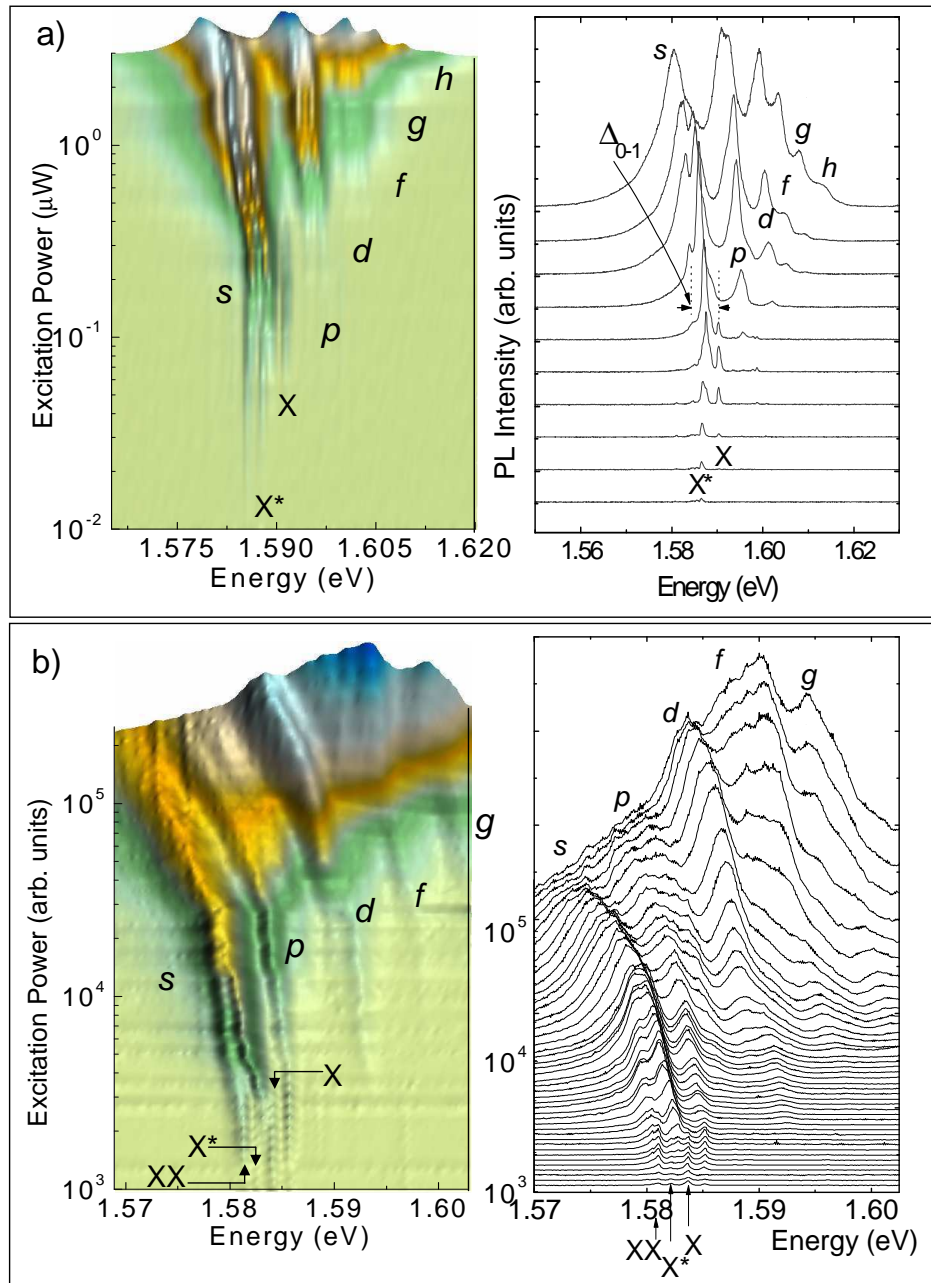 a)
Excitation Power (μW)
10^0
10^-1
10^-2
h
g
f
d
s
p
X
X*
1.575 1.590 1.605 1.620
Energy (eV)
PL Intensity (arb. units)
s
Δ0-1
g
h
f
d
p
X
X*
1.56 1.58 1.60 1.62
Energy (eV)
b)
Excitation Power (arb. units)
10^5
10^4
10^3
g
f
d
p
s
X
X*
XX
1.57 1.58 1.59 1.60
Energy (eV)
f
g
d
p
s
10^5
10^4
10^3
1.57 1.58 1.59 1.60
XX X Energy (eV)
X*